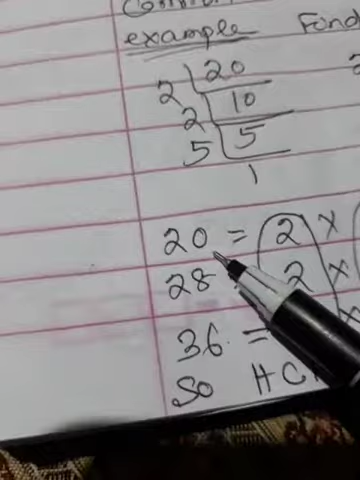 example Find
2 20
2 10
5 5
1
20 = 2 x
28 2 x
36 = x
So HC